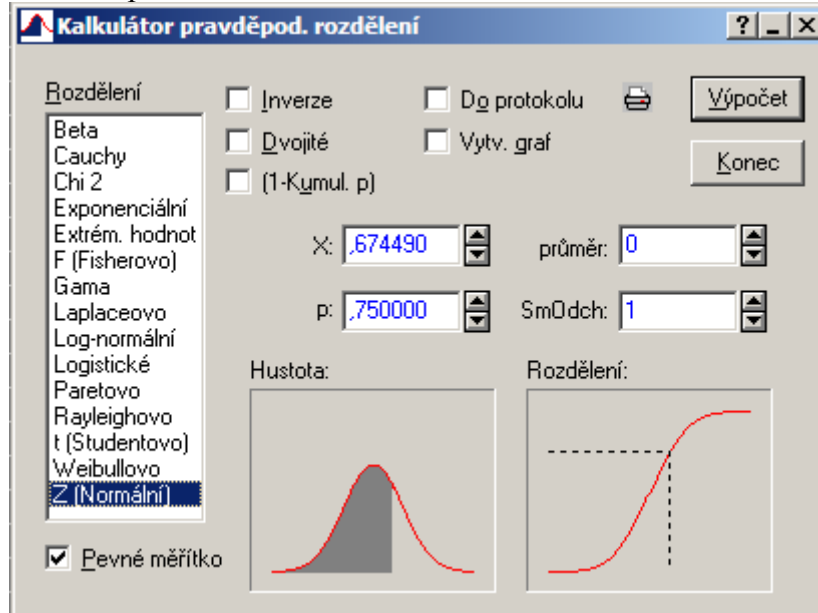 Kalkulátor pravděpod. rozdělení
Rozdělení
Beta
Cauchy
Chi 2
Exponenciální
Extrém. hodnot
F (Fisherovo)
Gama
Laplaceovo
Log-normální
Logistické
Paretovo
Rayleighovo
t (Studentovo)
Weibullovo
Z (Normální)
Pevné měřítko
Inverze
Do protokolu
Dvojité
Vytv. graf
(1-Kumul. p)
Výpočet
Konec
X: ,674490
průměr: 0
p: ,750000
SmOdch: 1
Hustota:
Rozdělení: